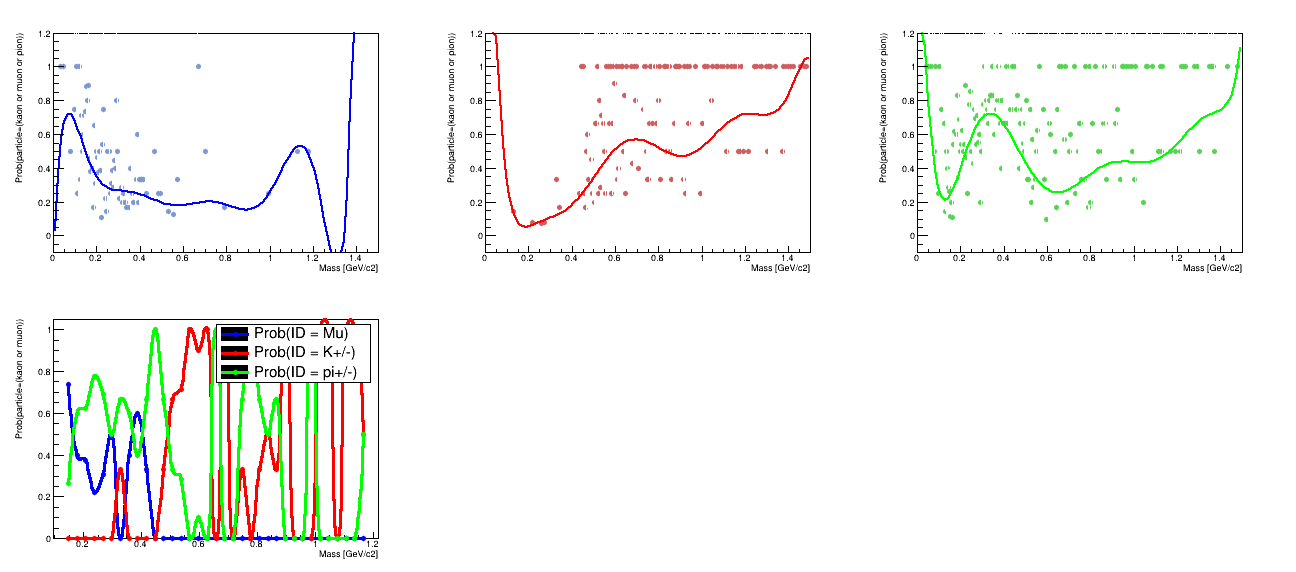 Prob(particle=(kaon or muon or pion))
1.2
1
0.8
0.6
0.4
0.2
0
0 0.2 0.4 0.6 0.8 1 1.2 1.4
Mass [GeV/c2]
Prob(particle=(kaon or muon or pion))
1.2
1
0.8
0.6
0.4
0.2
0
0 0.2 0.4 0.6 0.8 1 1.2 1.4
Mass [GeV/c2]
Prob(particle=(kaon or muon or pion))
1.2
1
0.8
0.6
0.4
0.2
0
0 0.2 0.4 0.6 0.8 1 1.2 1.4
Mass [GeV/c2]
Prob(particle=(kaon or muon))
1
0.8
0.6
0.4
0.2
0
0.2 0.4 0.6 0.8 1 1.2
Mass [GeV/c2]
Prob(ID = Mu)
Prob(ID = K+/-)
Prob(ID = pi+/-)